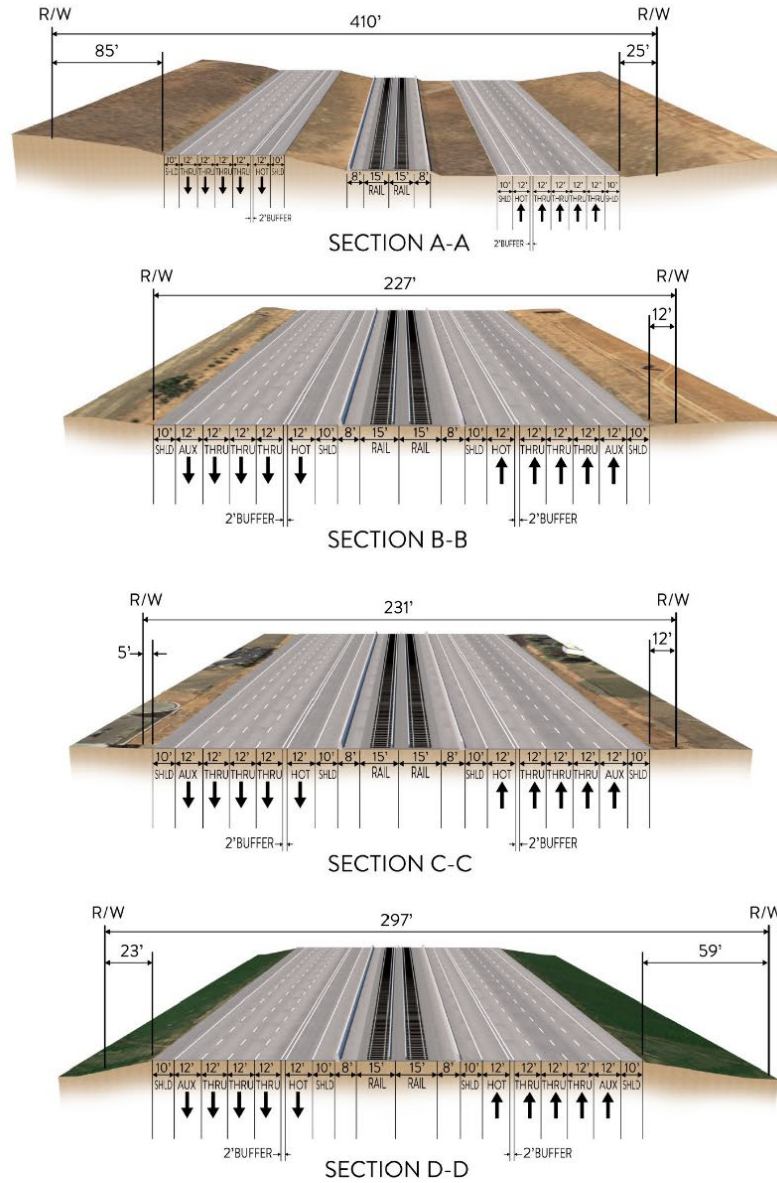 R/W R/W
410'
85' 25'
10' 12' 12' 12' 12' 12' 10'
SHLD THRU THRU THRU THRU HOT SHLD
8' 15' 15' 8'
RAIL RAIL
10' 12' 12' 12' 12' 12' 10'
SHLD HOT THRU THRU THRU THRU SHLD
2'BUFFER
2'BUFFER
SECTION A-A
R/W R/W
227'
12'
10' 12' 12' 12' 12' 12' 10' 8' 15' 15' 8' 10' 12' 12' 12' 12' 12' 10'
SHLD AUX THRU THRU THRU HOT SHLD RAIL RAIL SHLD HOT THRU THRU THRU AUX SHLD
2'BUFFER 2'BUFFER
SECTION B-B
R/W R/W
231'
5' 12'
10' 12' 12' 12' 12' 12' 10' 8' 15' 15' 8' 10' 12' 12' 12' 12' 12' 10'
SHLD AUX THRU THRU THRU HOT SHLD RAIL RAIL SHLD HOT THRU THRU THRU AUX SHLD
2'BUFFER 2'BUFFER
SECTION C-C
R/W R/W
297'
23' 59'
10' 12' 12' 12' 12' 12' 10' 8' 15' 15' 8' 10' 12' 12' 12' 12' 12' 10'
SHLD AUX THRU THRU THRU HOT SHLD RAIL RAIL SHLD HOT THRU THRU THRU AUX SHLD
2'BUFFER 2'BUFFER
SECTION D-D